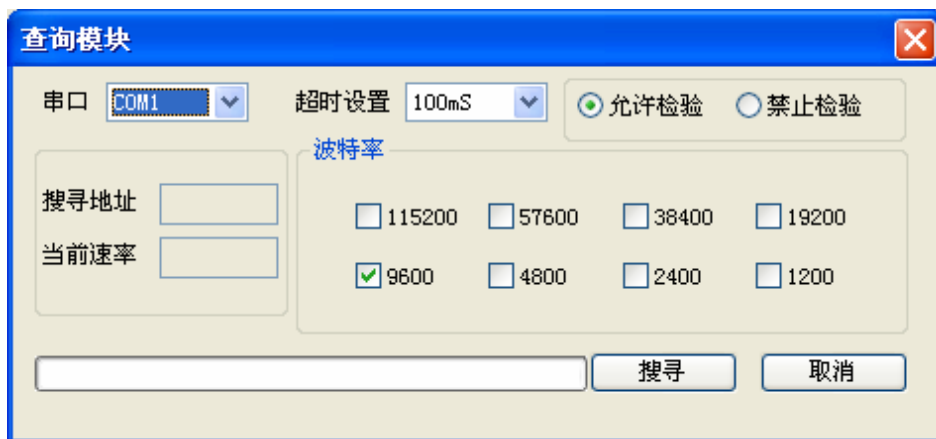 查询模块
串口 COM1 超时设置 100mS 允许检验 禁止检验
波特率
搜寻地址
115200 57600 38400 19200
当前速率
9600 4800 2400 1200
搜寻 取消